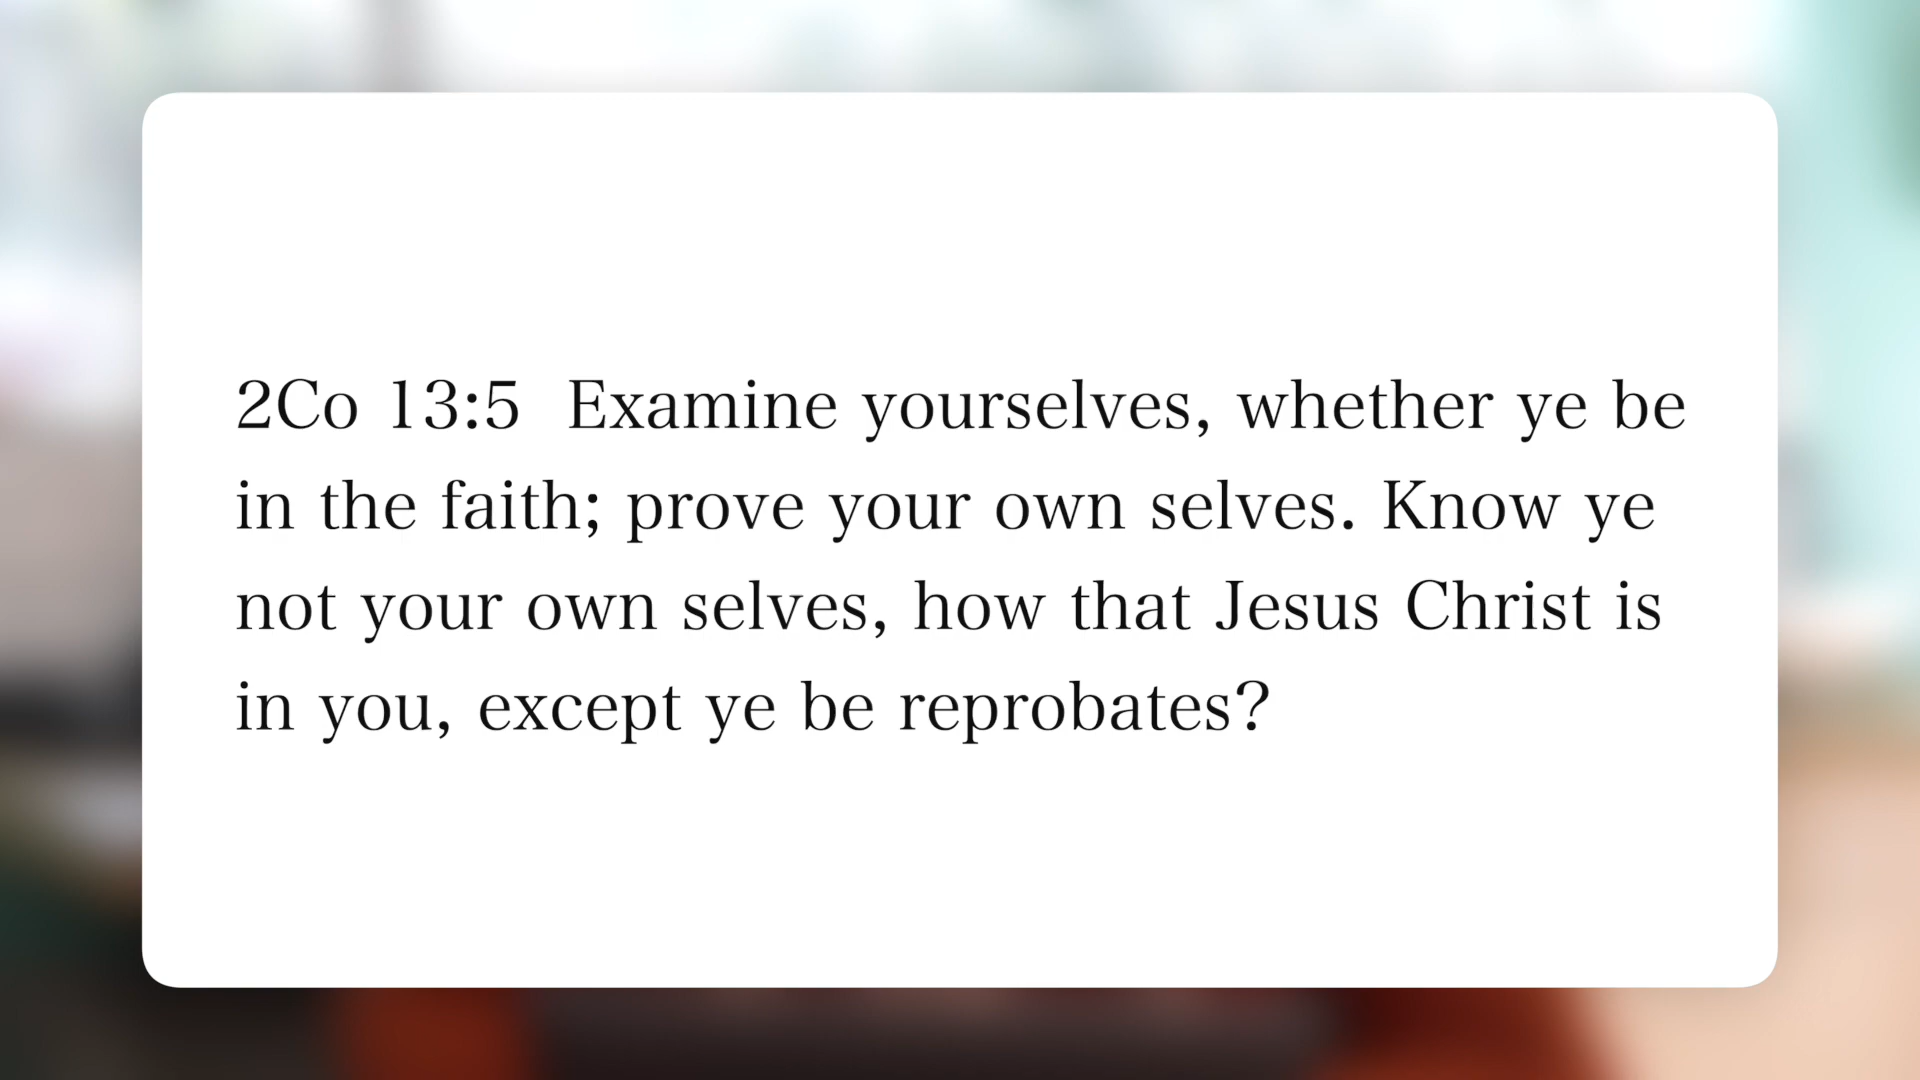 2Co 13:5  Examine yourselves, whether ye be
in the faith; prove your own selves. Know ye
not your own selves, how that Jesus Christ is
in you, except ye be reprobates?